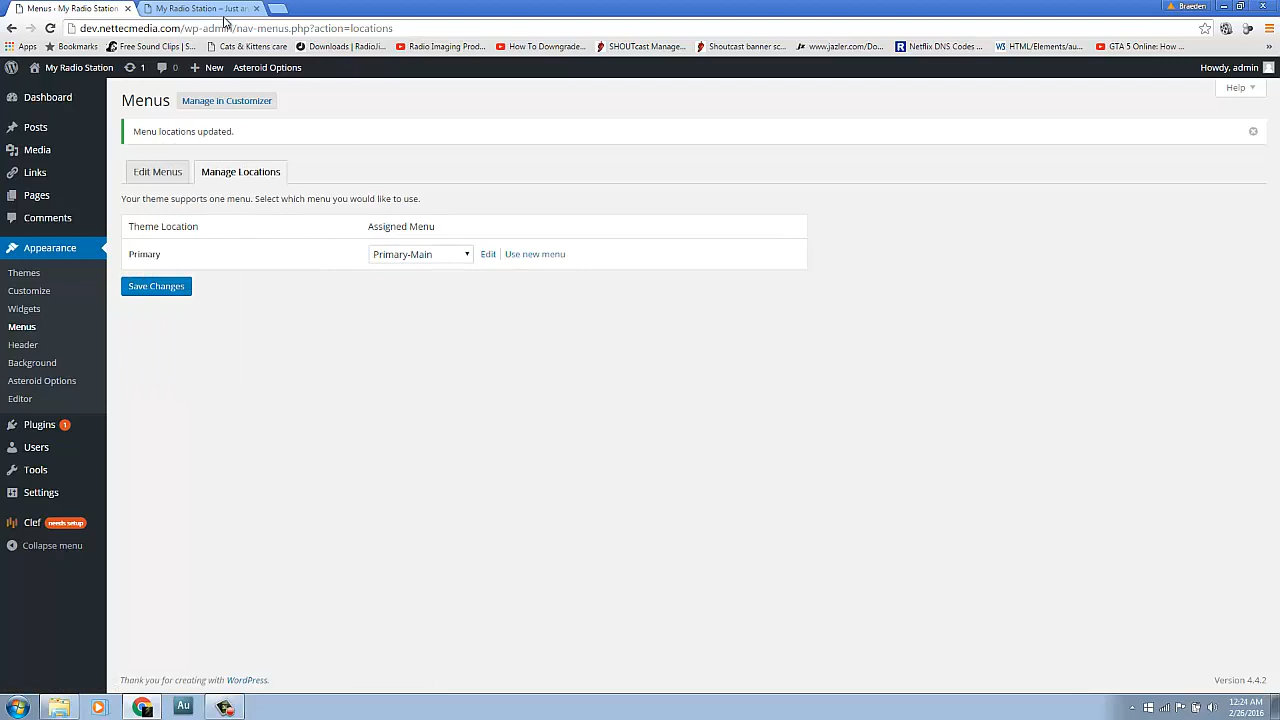 Menus ‹ My Radio Station
My Radio Station – Just an
Braeden
dev.nettecmedia.com/wp-admin/nav-menus.php?action=locations
Apps
Bookmarks
Free Sound Clips | S...
Cats & Kittens care
Downloads | RadioJ...
Radio Imaging Prod...
How To Downgrade...
SHOUTcast Manage...
Shoutcast banner sc...
www.jazler.com/Do...
Netflix DNS Codes ...
HTML/Elements/au...
GTA 5 Online: How ...
»
My Radio Station
1
0
New
Asteroid Options
Howdy, admin
Dashboard
Posts
Media
Links
Pages
Comments
Appearance
Themes
Customize
Widgets
Menus
Header
Background
Asteroid Options
Editor
Plugins 1
Users
Tools
Settings
Clef needs setup
Collapse menu
Help
Menus
Manage in Customizer
Menu locations updated.
Edit Menus
Manage Locations
Your theme supports one menu. Select which menu you would like to use.
Theme Location
Assigned Menu
Primary
Primary-Main
Edit
Use new menu
Save Changes
Thank you for creating with WordPress.
Version 4.4.2
Au
12:24 AM
2/26/2016